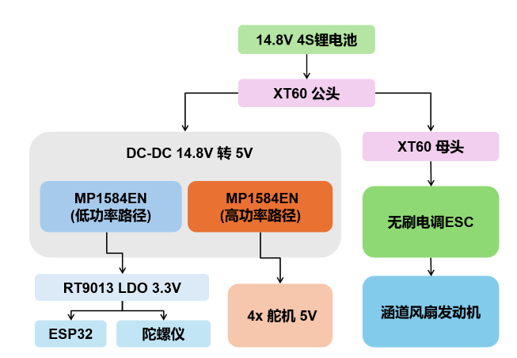 14.8V 4S锂电池
XT60 公头
DC-DC 14.8V 转 5V
XT60 母头
MP1584EN
(低功率路径)
MP1584EN
(高功率路径)
无刷电调ESC
RT9013 LDO 3.3V
4x 舵机 5V
涵道风扇发动机
ESP32
陀螺仪